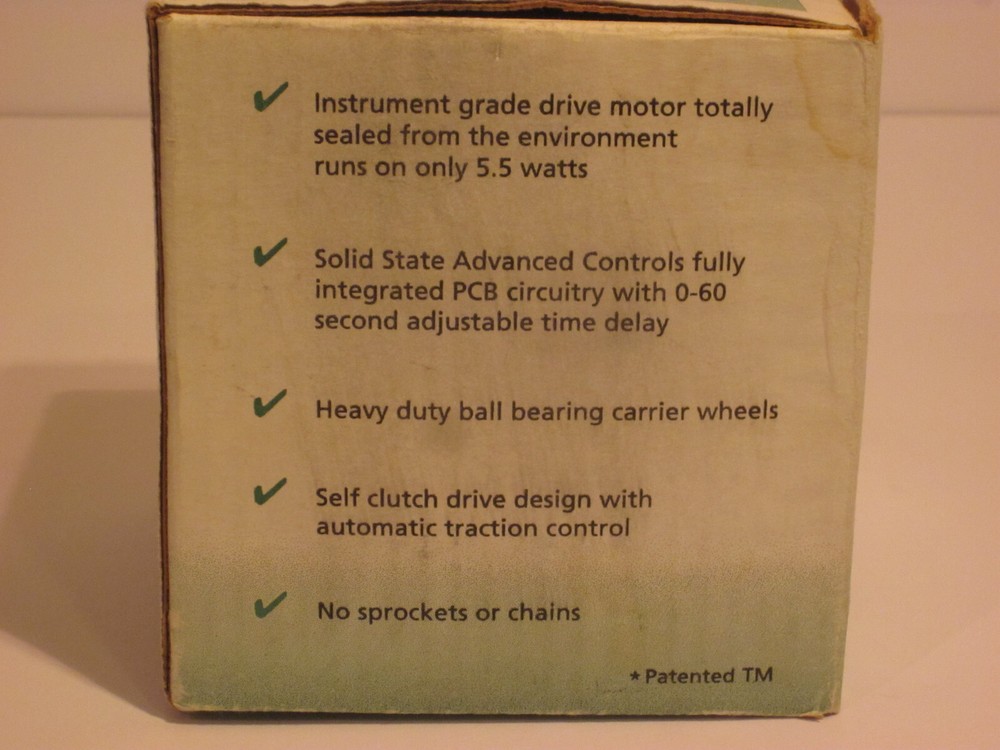 ✔ Instrument grade drive motor totally
sealed from the environment
runs on only 5.5 watts
✔ Solid State Advanced Controls fully
integrated PCB circuitry with 0-60
second adjustable time delay
✔ Heavy duty ball bearing carrier wheels
✔ Self clutch drive design with
automatic traction control
✔ No sprockets or chains
*Patented TM